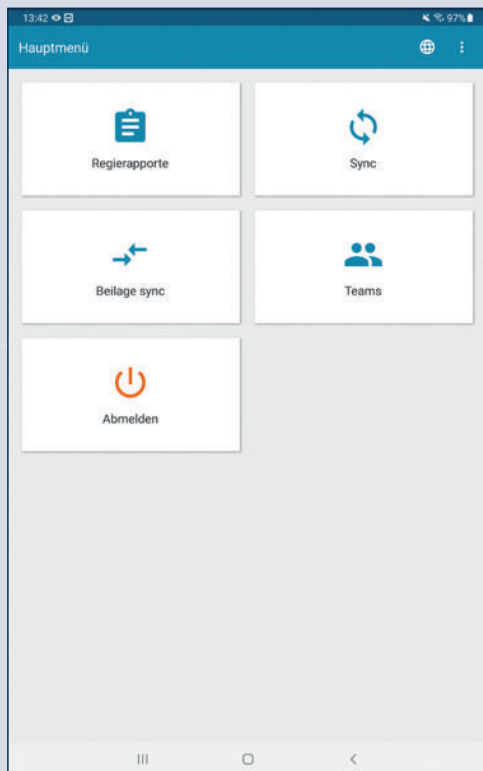 13:42
97%
Hauptmenü
Regierapporte
Sync
Beilage sync
Teams
Abmelden